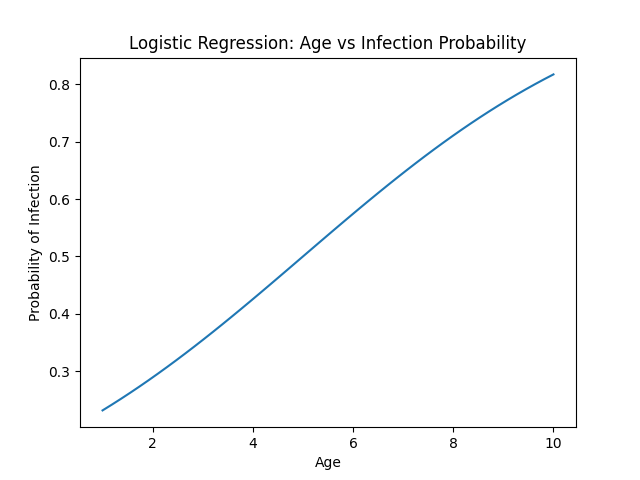 Logistic Regression: Age vs Infection Probability
Probability of Infection
0.8
0.7
0.6
0.5
0.4
0.3
2 4 6 8 10
Age